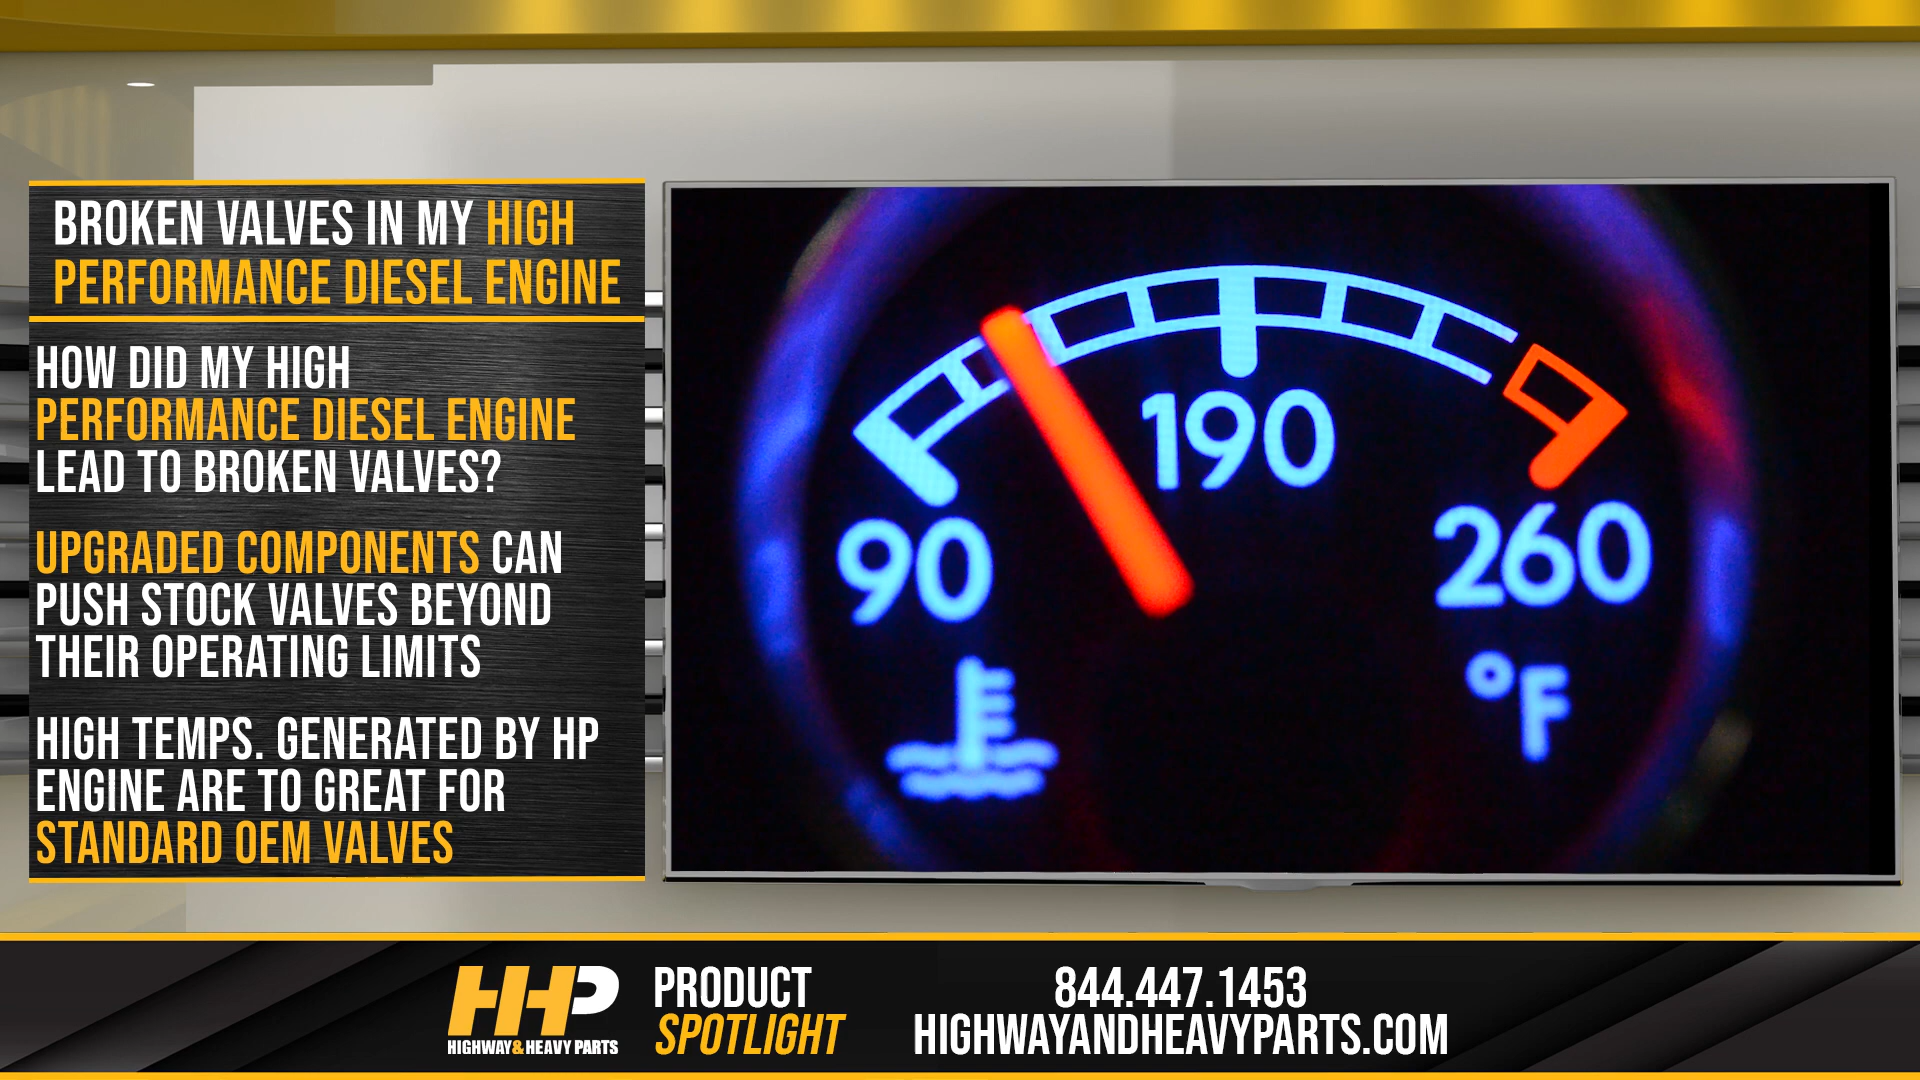 BROKEN VALVES IN MY HIGH
PERFORMANCE DIESEL ENGINE
HOW DID MY HIGH
PERFORMANCE DIESEL ENGINE
LEAD TO BROKEN VALVES?
UPGRADED COMPONENTS CAN
PUSH STOCK VALVES BEYOND
THEIR OPERATING LIMITS
HIGH TEMPS. GENERATED BY HP
ENGINE ARE TO GREAT FOR
STANDARD OEM VALVES
90
190
260
°F
HHP
HIGHWAY&HEAVY PARTS
PRODUCT
SPOTLIGHT
844.447.1453
HIGHWAYANDHEAVYPARTS.COM